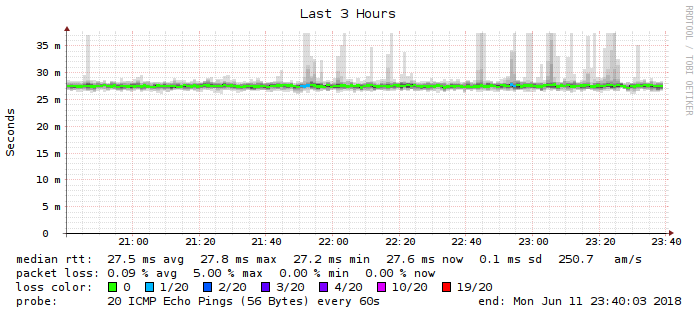 Last 3 Hours
RRDTOOL / TOBI OETIKER
Seconds
35 m
30 m
25 m
20 m
15 m
10 m
5 m
0
21:00 21:20 21:40 22:00 22:20 22:40 23:00 23:20 23:40
median rtt: 27.5 ms avg 27.8 ms max 27.2 ms min 27.6 ms now 0.1 ms sd 250.7 am/s
packet loss: 0.09 % avg 5.00 % max 0.00 % min 0.00 % now
loss color: 0 1/20 2/20 3/20 4/20 10/20 19/20
probe: 20 ICMP Echo Pings (56 Bytes) every 60s end: Mon Jun 11 23:40:03 2018